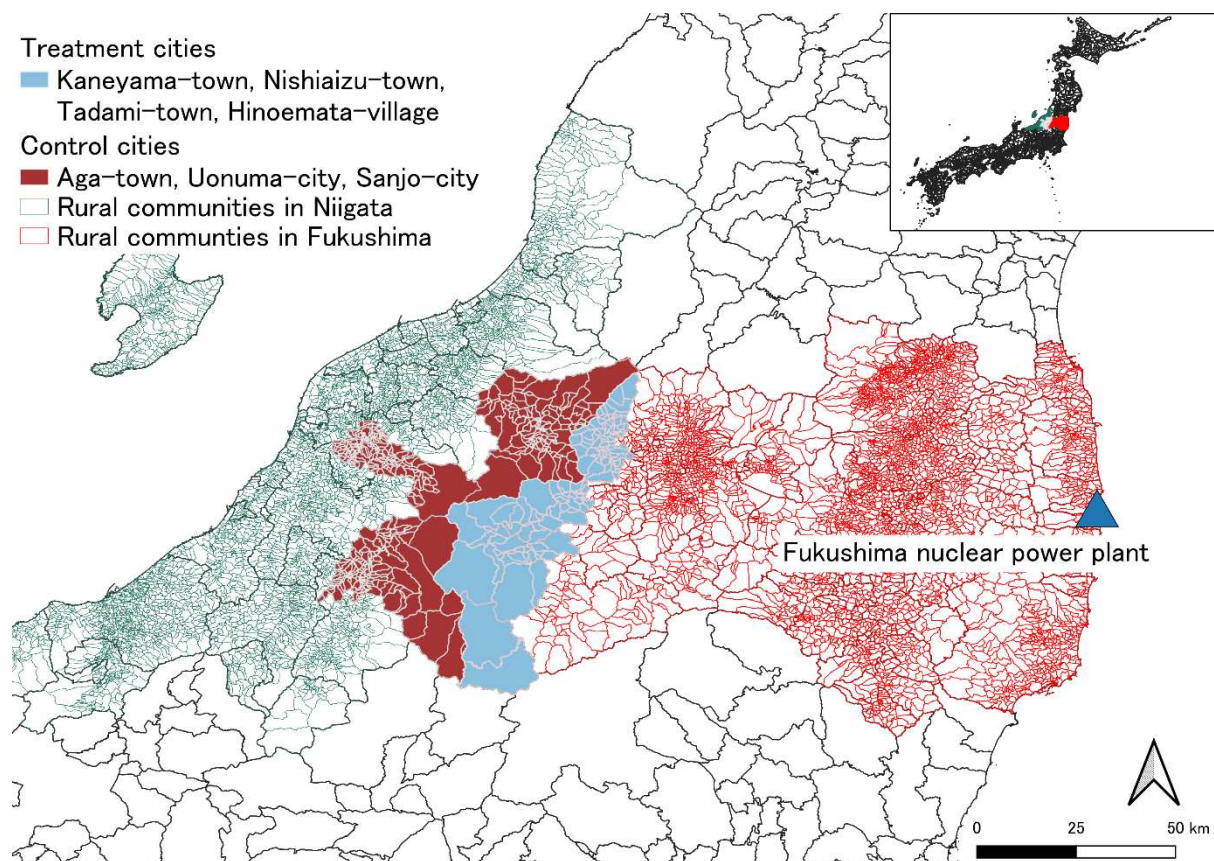 Treatment cities
Kaneyama-town, Nishiaizu-town,
Tadami-town, Hinoemata-village
Control cities
Aga-town, Uonuma-city, Sanjo-city
Rural communities in Niigata
Rural communties in Fukushima
Fukushima nuclear power plant
0 25 50 km